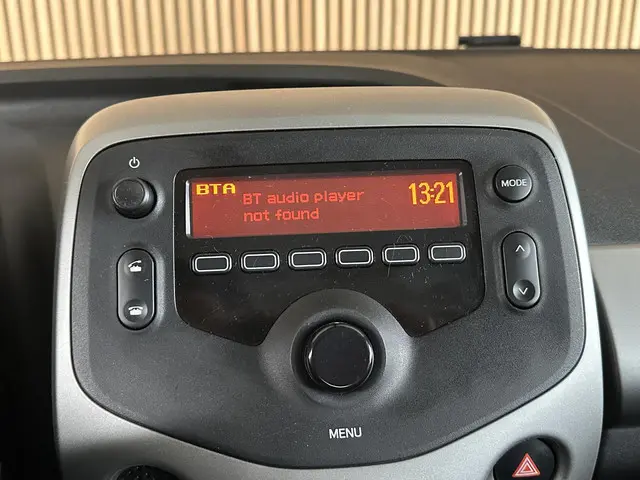 BTA
BT audio player
not found
13:21
MODE
MENU